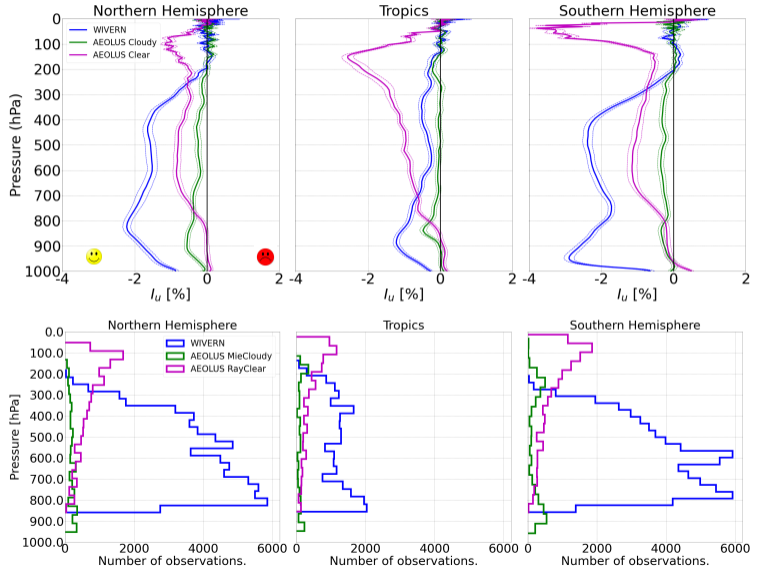 Northern Hemisphere
Tropics
Southern Hemisphere
WIVERN
AEOLUS Cloudy
AEOLUS Clear
Pressure (hPa)
0
100
200
300
400
500
600
700
800
900
1000
-4 -2 0 2
-4 -2 0 2
-4 -2 0 2
I_u [%]
I_u [%]
I_u [%]
Northern Hemisphere
Tropics
Southern Hemisphere
WIVERN
AEOLUS MieCloudy
AEOLUS RayClear
Pressure [hPa]
0.0
100.0
200.0
300.0
400.0
500.0
600.0
700.0
800.0
900.0
1000.0
0 2000 4000 6000
0 2000 4000 6000
0 2000 4000 6000
Number of observations.
Number of observations.
Number of observations.